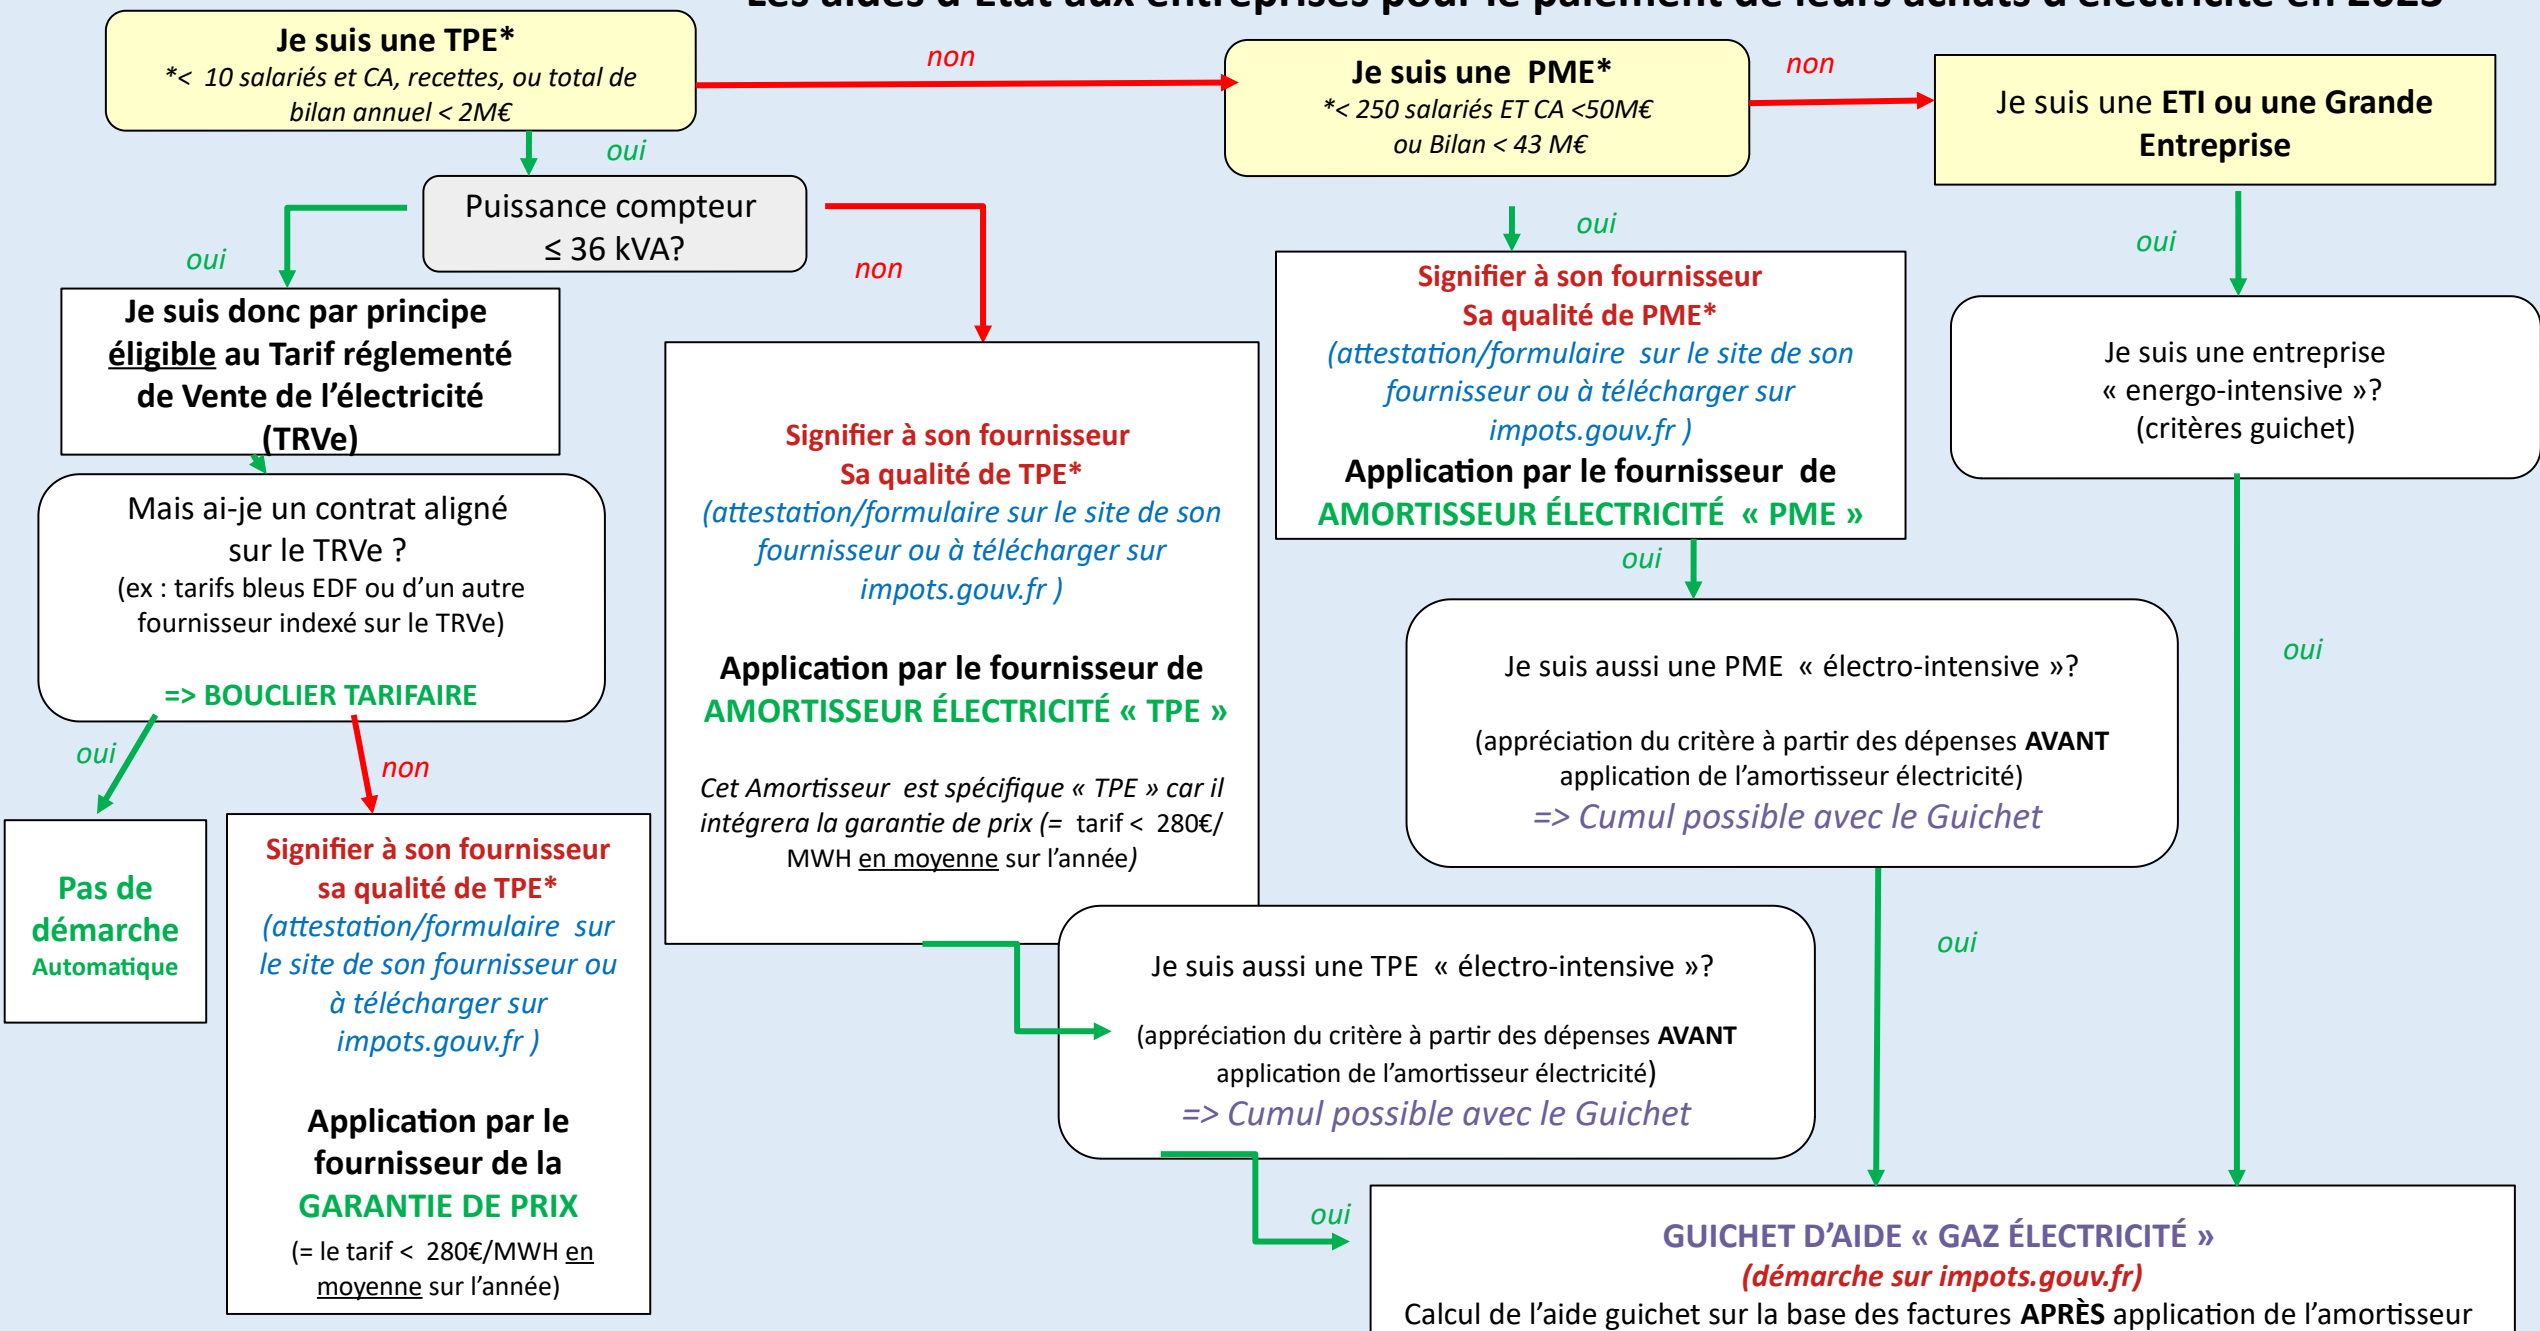 Les aides d'Etat aux entreprises pour le paiement de leurs achats d'électricité en 2023
Je suis une TPE*
*< 10 salariés et CA, recettes, ou total de
bilan annuel < 2M€
non
Je suis une PME*
*< 250 salariés ET CA <50M€
ou Bilan < 43 M€
non
Je suis une ETI ou une Grande
Entreprise
oui
Puissance compteur
≤ 36 kVA?
oui
non
oui
oui
Je suis donc par principe
éligible au Tarif réglementé
de Vente de l'électricité
(TRVe)
Mais ai-je un contrat aligné
sur le TRVe ?
(ex : tarifs bleus EDF ou d'un autre
fournisseur indexé sur le TRVe)
=> BOUCLIER TARIFAIRE
oui
non
Pas de
démarche
Automatique
Signifier à son fournisseur
sa qualité de TPE*
(attestation/formulaire sur
le site de son fournisseur ou
à télécharger sur
impots.gouv.fr )
Application par le
fournisseur de la
GARANTIE DE PRIX
(= le tarif < 280€/MWH en
moyenne sur l'année)
Signifier à son fournisseur
Sa qualité de TPE*
(attestation/formulaire sur le site de son
fournisseur ou à télécharger sur
impots.gouv.fr )
Application par le fournisseur de
AMORTISSEUR ÉLECTRICITÉ « TPE »
Cet Amortisseur est spécifique « TPE » car il
intégrera la garantie de prix (= tarif < 280€/
MWH en moyenne sur l'année)
Je suis aussi une TPE « électro-intensive »?
(appréciation du critère à partir des dépenses AVANT
application de l'amortisseur électricité)
=> Cumul possible avec le Guichet
oui
Signifier à son fournisseur
Sa qualité de PME*
(attestation/formulaire sur le site de son
fournisseur ou à télécharger sur
impots.gouv.fr )
Application par le fournisseur de
AMORTISSEUR ÉLECTRICITÉ « PME »
oui
Je suis aussi une PME « électro-intensive »?
(appréciation du critère à partir des dépenses AVANT
application de l'amortisseur électricité)
=> Cumul possible avec le Guichet
oui
Je suis une entreprise
« energo-intensive »?
(critères guichet)
oui
GUICHET D'AIDE « GAZ ÉLECTRICITÉ »
(démarche sur impots.gouv.fr)
Calcul de l'aide guichet sur la base des factures APRÈS application de l'amortisseur